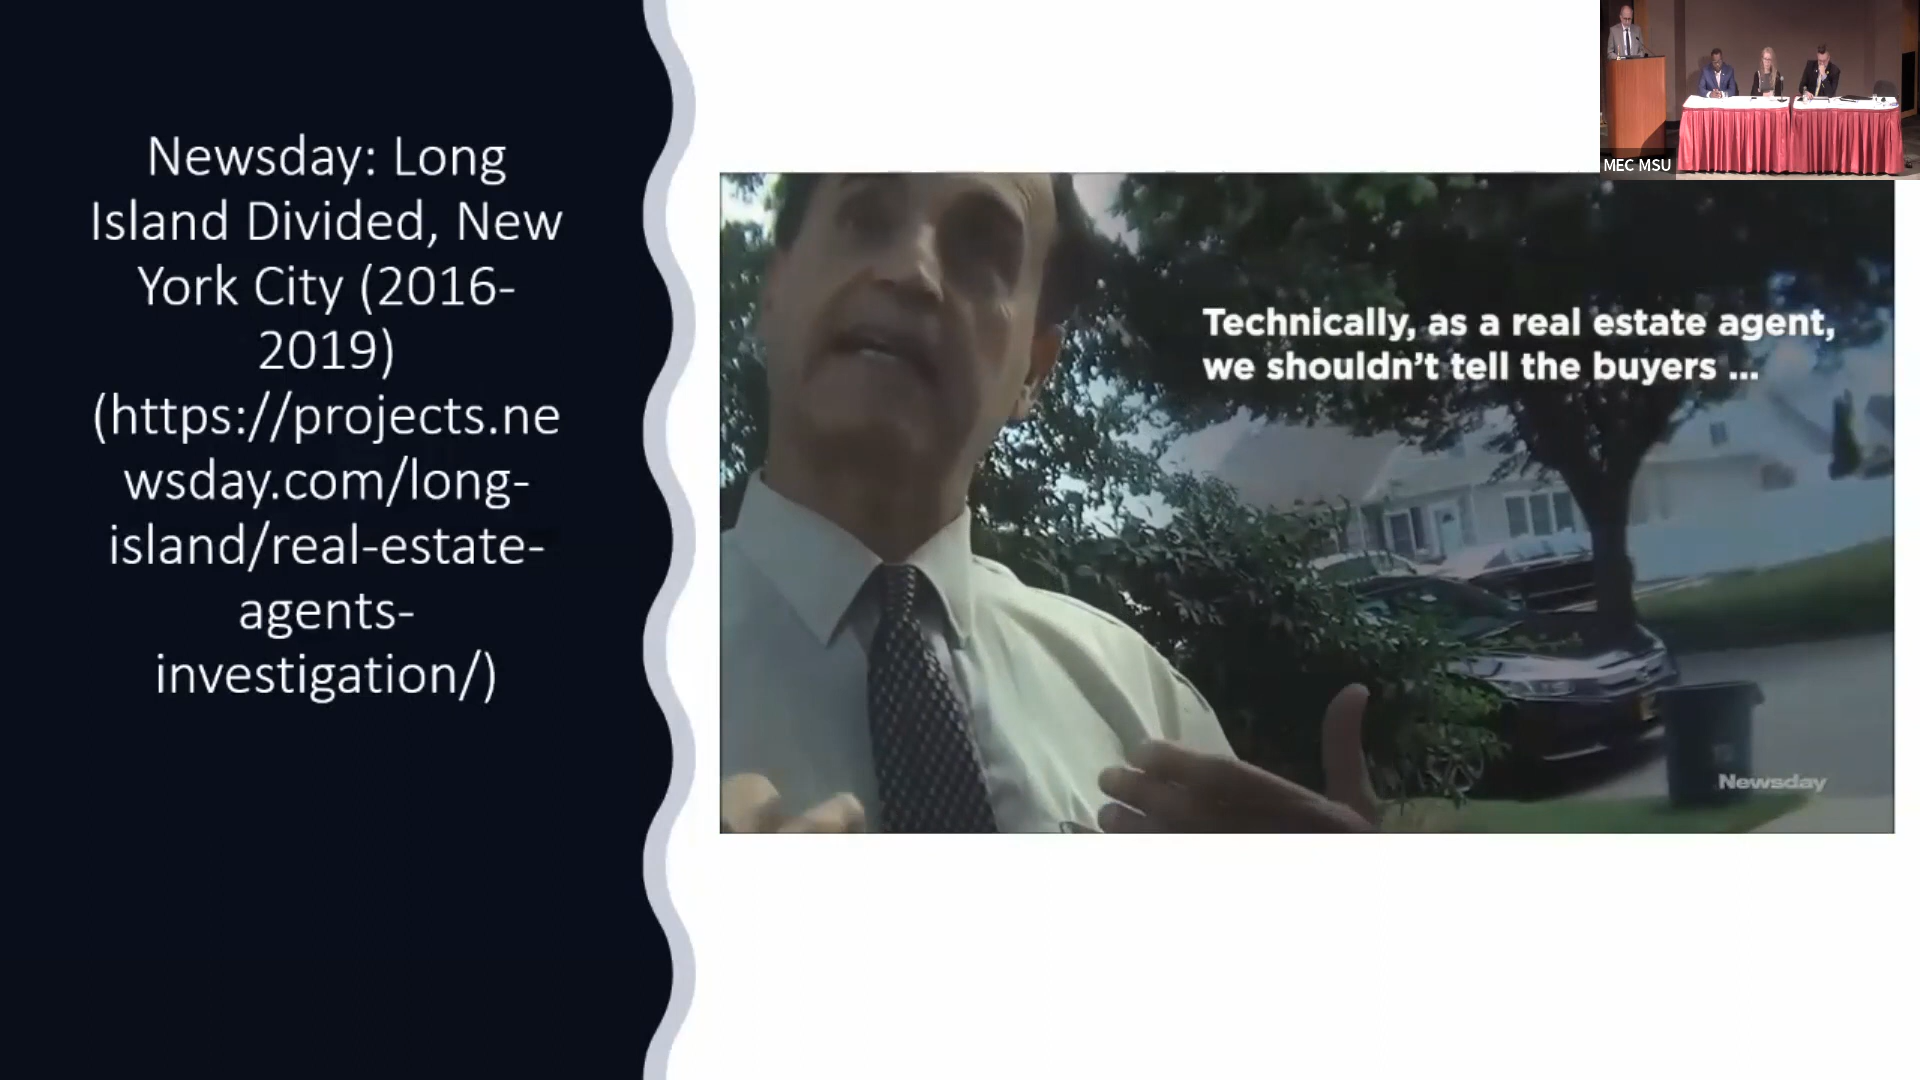 Newsday: Long
Island Divided, New
York City (2016-
2019)
(https://projects.ne
wsday.com/long-
island/real-estate-
agents-
investigation/)
Technically, as a real estate agent,
we shouldn't tell the buyers ...
Newsday
MEC MSU